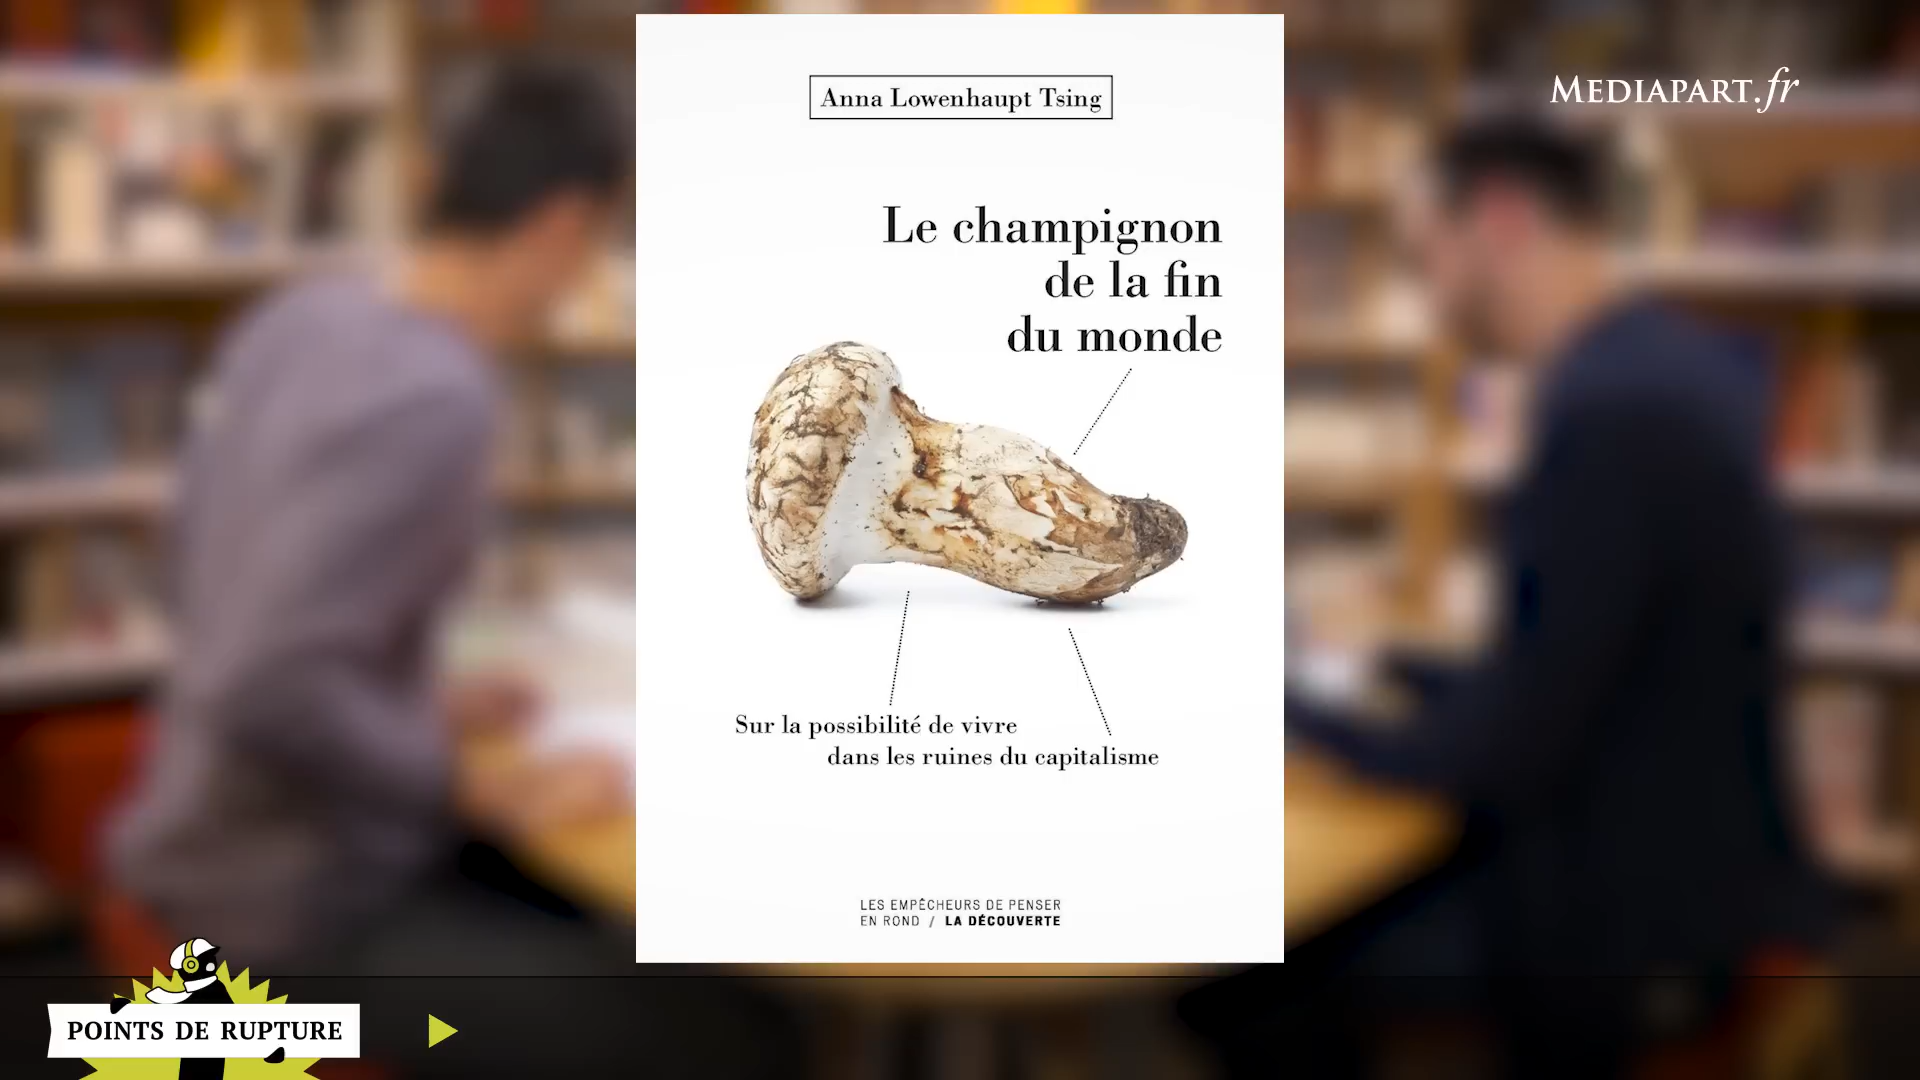 Anna Lowenhaupt Tsing
MEDIAPART.fr
Le champignon
de la fin
du monde
Sur la possibilité de vivre
dans les ruines du capitalisme
LES EMPÊCHEURS DE PENSER
EN ROND / LA DÉCOUVERTE
POINTS DE RUPTURE